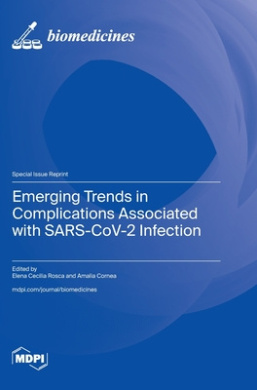 biomedicines
Special Issue Reprint
Emerging Trends in
Complications Associated
with SARS-CoV-2 Infection
Edited by
Elena Cecilia Rosca and Amalia Cornea
mdpi.com/journal/biomedicines
MDPI